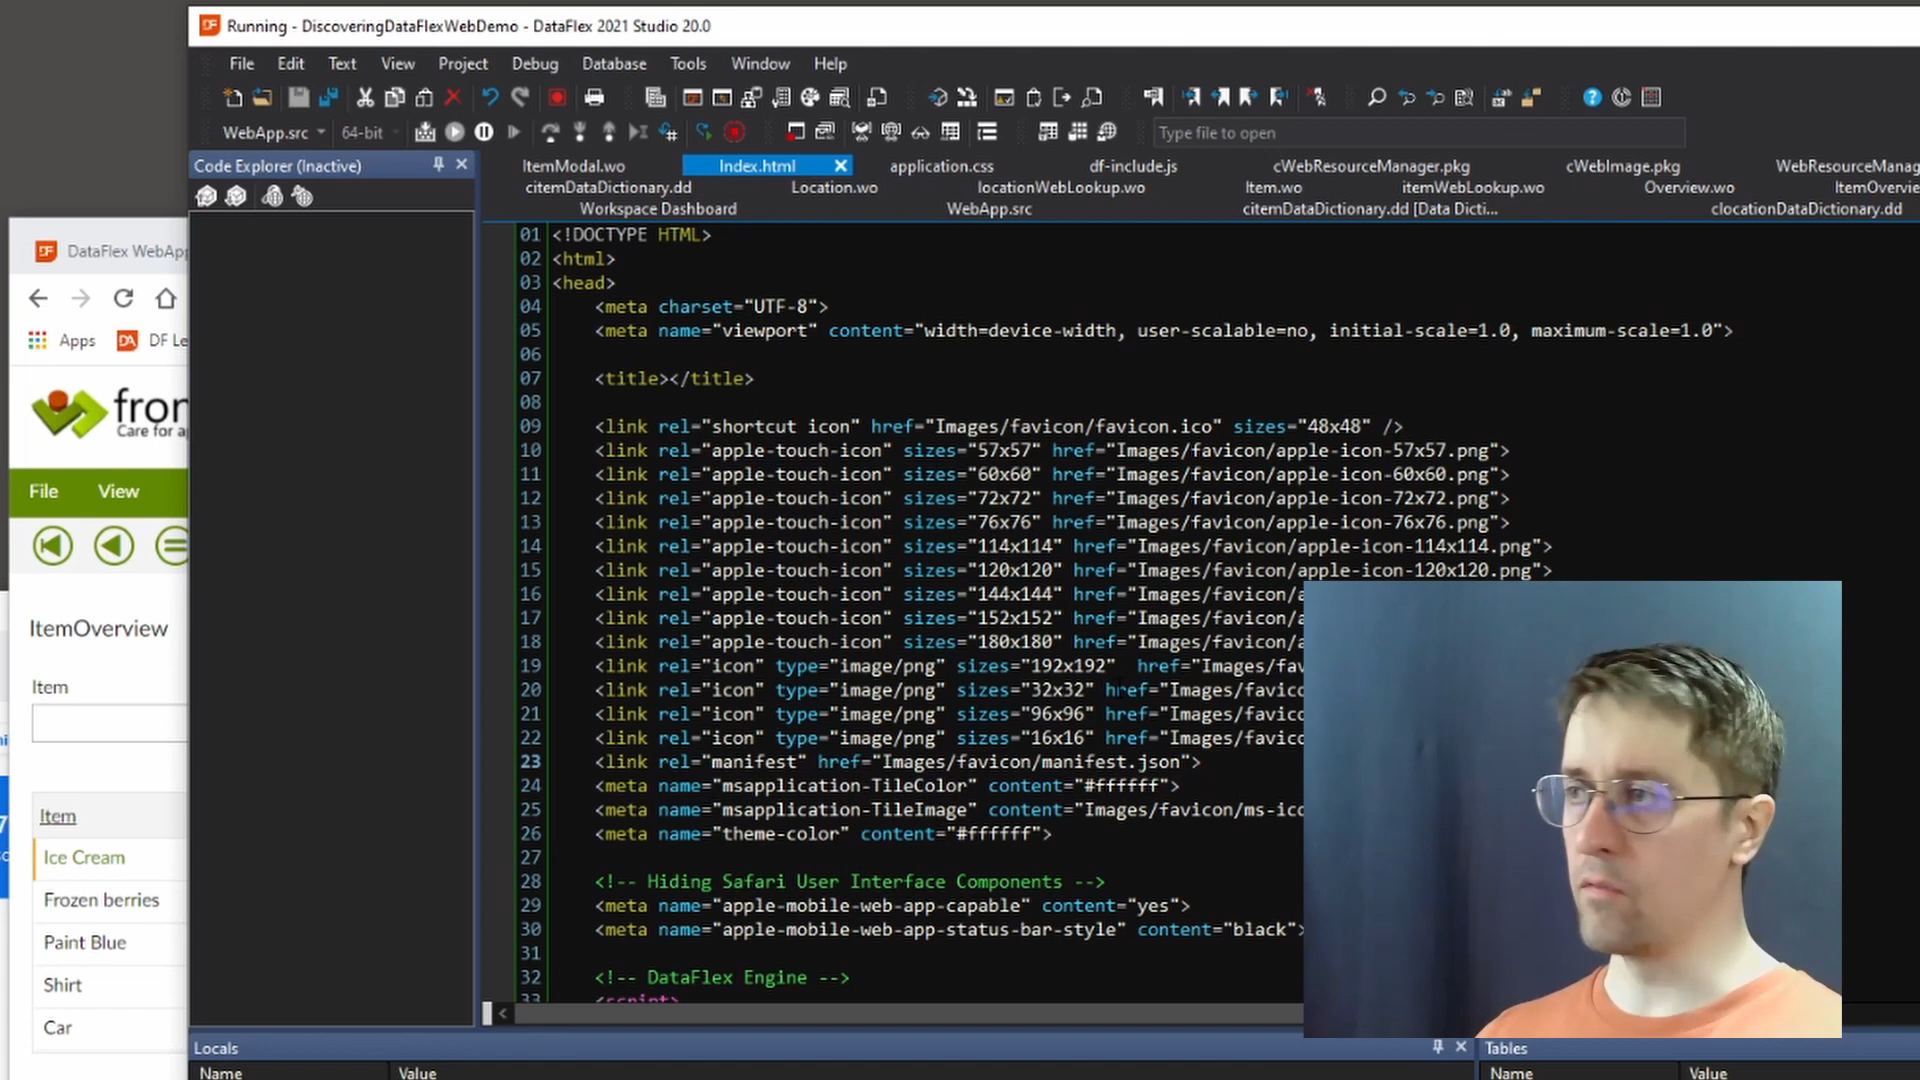 Running - DiscoveringDataFlexWebDemo - DataFlex 2021 Studio 20.0
File Edit Text View Project Debug Database Tools Window Help
WebApp.src 64-bit Type file to open
Code Explorer (Inactive)
ItemModal.wo Index.html application.css df-include.js cWebResourceManager.pkg cWebImage.pkg WebResourceManag
citemDataDictionary.dd Location.wo locationWebLookup.wo Item.wo itemWebLookup.wo Overview.wo ItemOvervie
Workspace Dashboard WebApp.src citemDataDictionary.dd [Data Dicti... clocationDataDictionary.dd
01 <!DOCTYPE HTML>
02 <html>
03 <head>
04 <meta charset="UTF-8">
05 <meta name="viewport" content="width=device-width, user-scalable=no, initial-scale=1.0, maximum-scale=1.0">
06
07 <title></title>
08
09 <link rel="shortcut icon" href="Images/favicon/favicon.ico" sizes="48x48" />
10 <link rel="apple-touch-icon" sizes="57x57" href="Images/favicon/apple-icon-57x57.png">
11 <link rel="apple-touch-icon" sizes="60x60" href="Images/favicon/apple-icon-60x60.png">
12 <link rel="apple-touch-icon" sizes="72x72" href="Images/favicon/apple-icon-72x72.png">
13 <link rel="apple-touch-icon" sizes="76x76" href="Images/favicon/apple-icon-76x76.png">
14 <link rel="apple-touch-icon" sizes="114x114" href="Images/favicon/apple-icon-114x114.png">
15 <link rel="apple-touch-icon" sizes="120x120" href="Images/favicon/apple-icon-120x120.png">
16 <link rel="apple-touch-icon" sizes="144x144" href="Images/favicon/a
17 <link rel="apple-touch-icon" sizes="152x152" href="Images/favicon/a
18 <link rel="apple-touch-icon" sizes="180x180" href="Images/favicon/a
19 <link rel="icon" type="image/png" sizes="192x192" href="Images/fav
20 <link rel="icon" type="image/png" sizes="32x32" href="Images/favico
21 <link rel="icon" type="image/png" sizes="96x96" href="Images/favico
22 <link rel="icon" type="image/png" sizes="16x16" href="Images/favico
23 <link rel="manifest" href="Images/favicon/manifest.json">
24 <meta name="msapplication-TileColor" content="#ffffff">
25 <meta name="msapplication-TileImage" content="Images/favicon/ms-ico
26 <meta name="theme-color" content="#ffffff">
27
28 <!-- Hiding Safari User Interface Components -->
29 <meta name="apple-mobile-web-app-capable" content="yes">
30 <meta name="apple-mobile-web-app-status-bar-style" content="black">
31
32 <!-- DataFlex Engine -->
33 <script>
Locals
Name Value
Tables
Name Value
DataFlex WebApp
Apps DF Le
fron
Care for a
File View
ItemOverview
Item
Item
Ice Cream
Frozen berries
Paint Blue
Shirt
Car